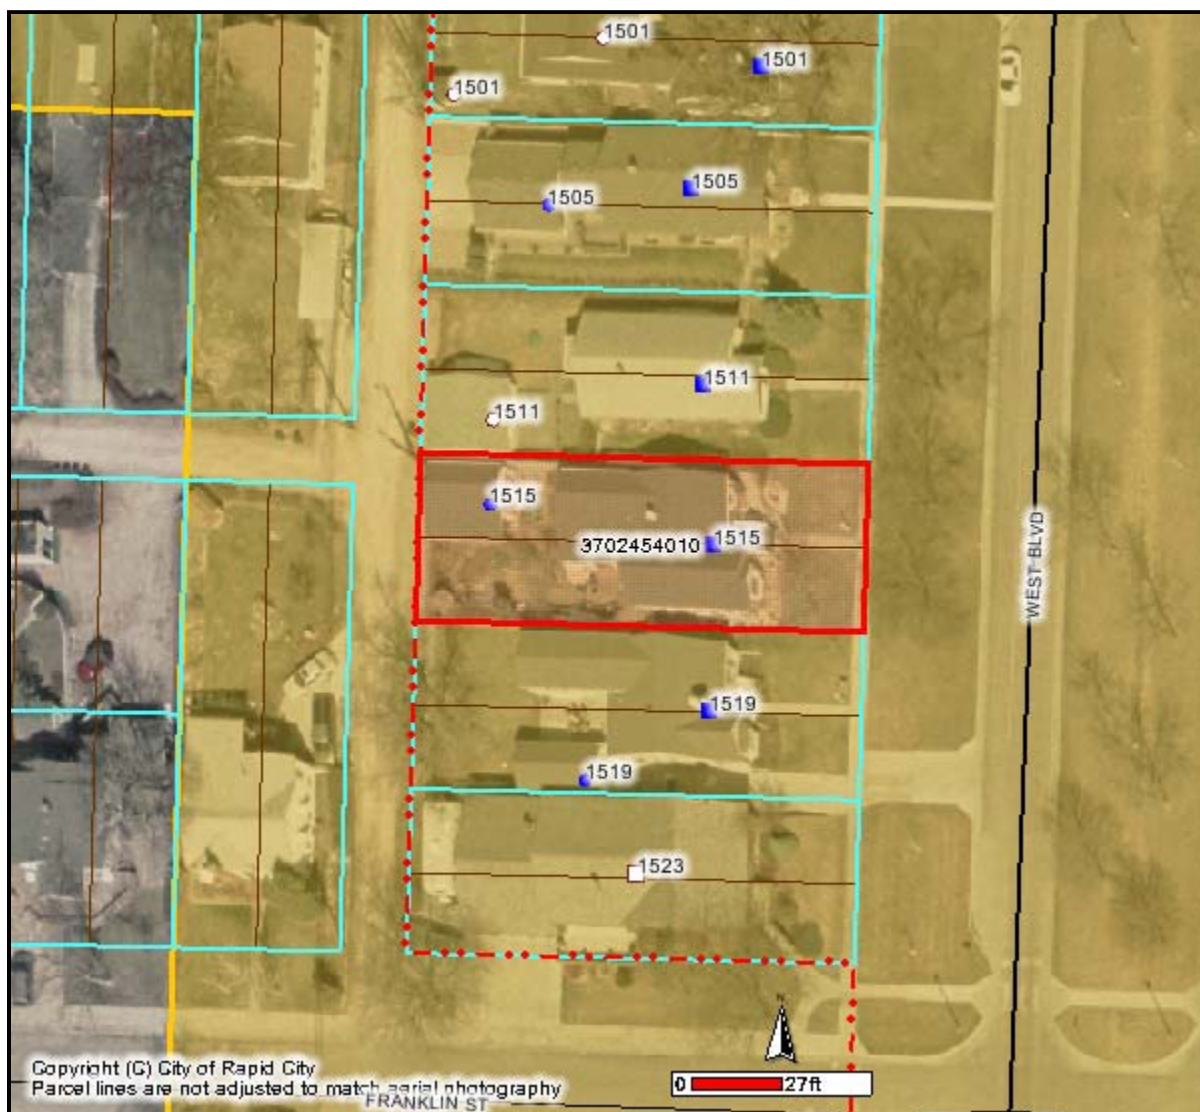 1501
1501
1501
1505
1505
1511
1511
1515
3702454010
1515
WEST BLVD
1519
1519
1523
N
Copyright (C) City of Rapid City
Parcel lines are not adjusted to match aerial photography
0 27ft
FRANKLIN ST